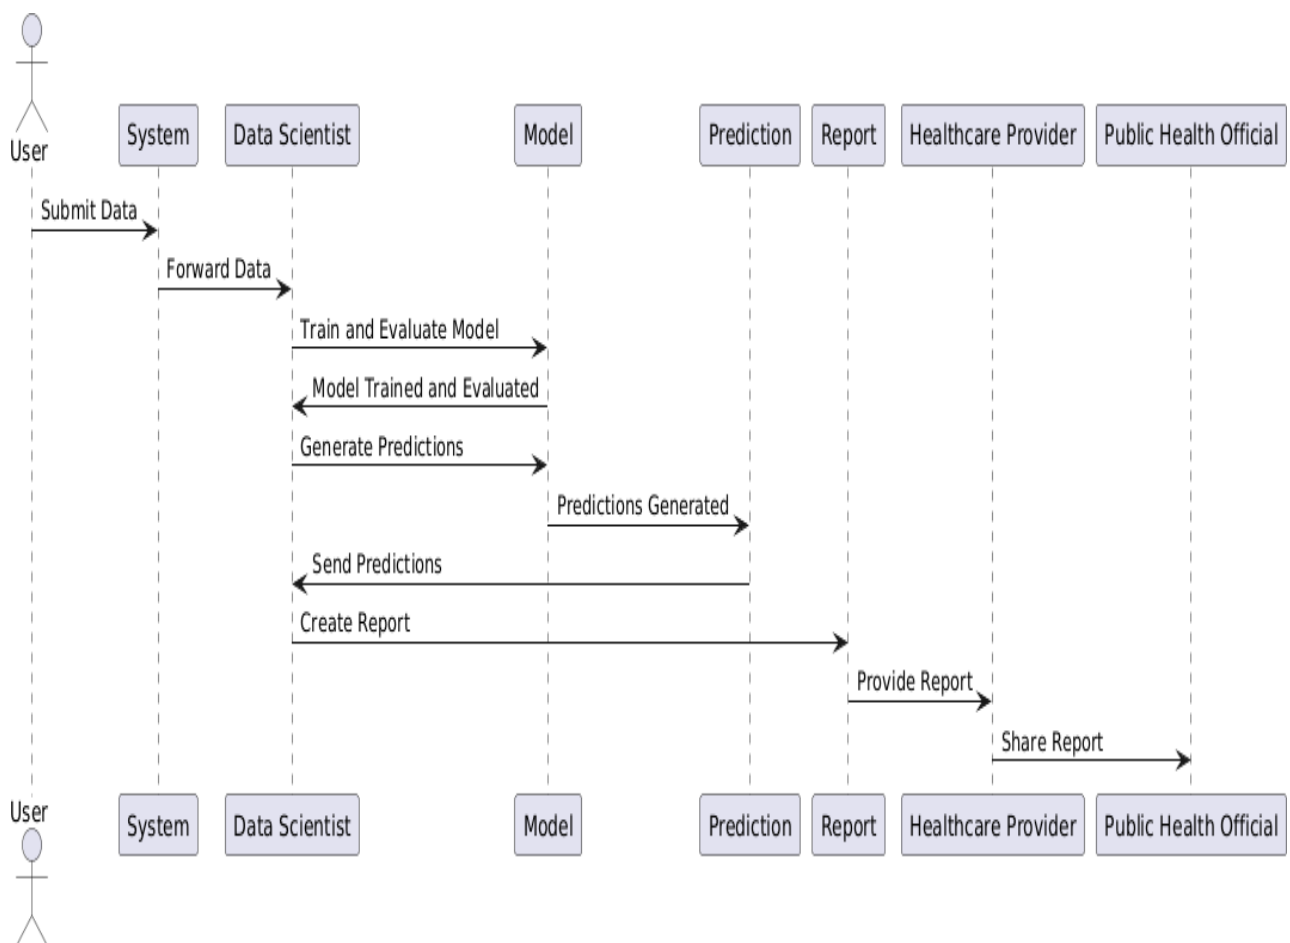 User
System
Data Scientist
Model
Prediction
Report
Healthcare Provider
Public Health Official
Submit Data
Forward Data
Train and Evaluate Model
Model Trained and Evaluated
Generate Predictions
Predictions Generated
Send Predictions
Create Report
Provide Report
Share Report
User
System
Data Scientist
Model
Prediction
Report
Healthcare Provider
Public Health Official